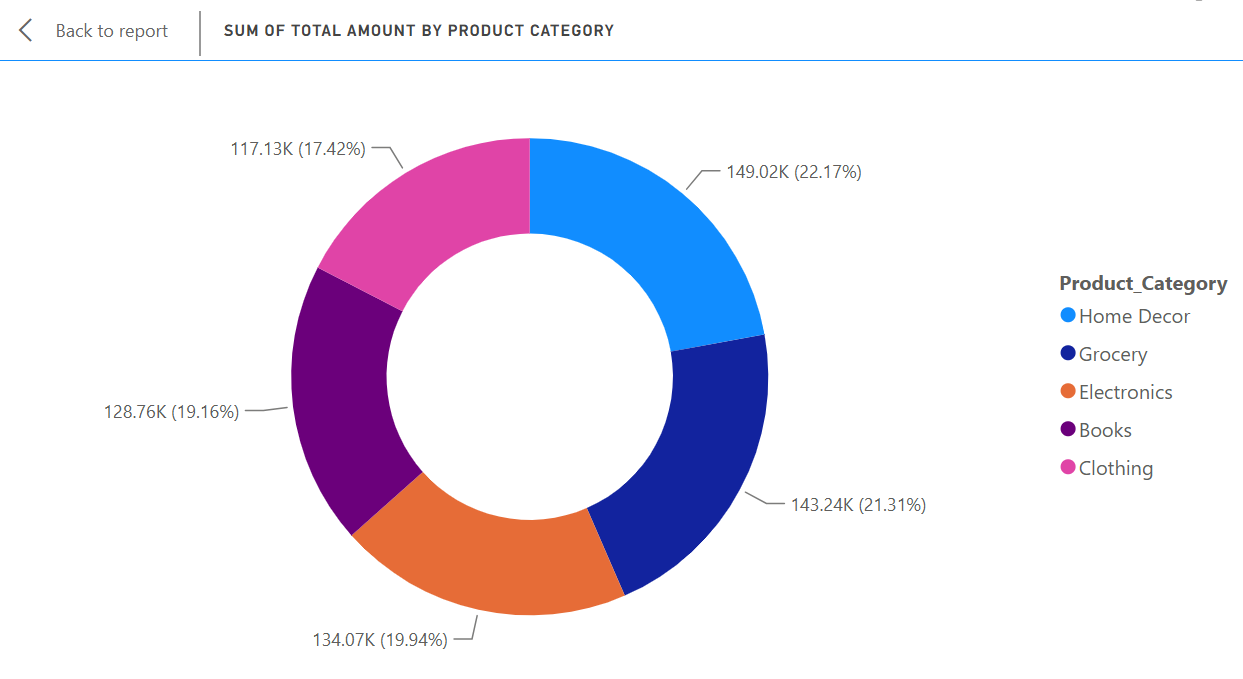 Back to report
SUM OF TOTAL AMOUNT BY PRODUCT CATEGORY
117.13K (17.42%)
149.02K (22.17%)
128.76K (19.16%)
143.24K (21.31%)
134.07K (19.94%)
Product_Category
Home Decor
Grocery
Electronics
Books
Clothing